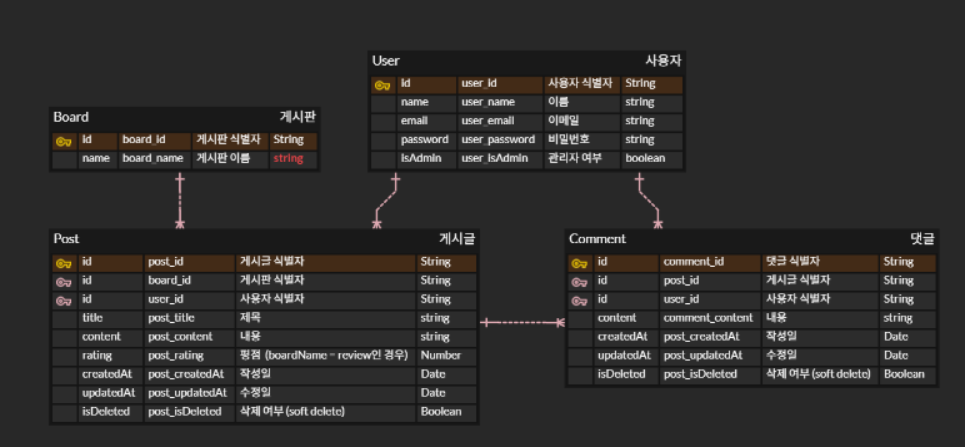 User 사용자
id user_id 사용자 식별자 String
name user_name 이름 string
email user_email 이메일 string
password user_password 비밀번호 string
isAdmin user_isAdmin 관리자 여부 boolean
Board 게시판
id board_id 게시판 식별자 String
name board_name 게시판 이름 string
Post 게시글
id post_id 게시글 식별자 String
id board_id 게시판 식별자 String
id user_id 사용자 식별자 String
title post_title 제목 string
content post_content 내용 string
rating post_rating 평점 (boardName = review인 경우) Number
createdAt post_createdAt 작성일 Date
updatedAt post_updatedAt 수정일 Date
isDeleted post_isDeleted 삭제 여부 (soft delete) Boolean
Comment 댓글
id comment_id 댓글 식별자 String
id post_id 게시글 식별자 String
id user_id 사용자 식별자 String
content comment_content 내용 string
createdAt post_createdAt 작성일 Date
updatedAt post_updatedAt 수정일 Date
isDeleted post_isDeleted 삭제 여부 (soft delete) Boolean